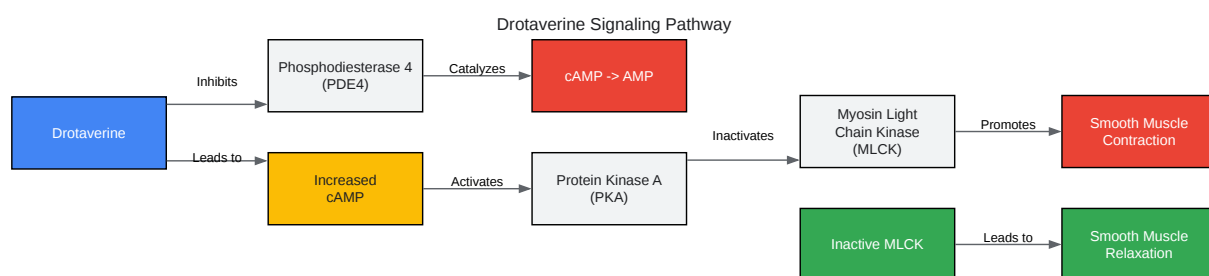 Drotaverine Signaling Pathway
Drotaverine
Inhibits
Phosphodiesterase 4
(PDE4)
Catalyzes
cAMP -> AMP
Leads to
Increased
cAMP
Activates
Protein Kinase A
(PKA)
Inactivates
Myosin Light
Chain Kinase
(MLCK)
Promotes
Smooth Muscle
Contraction
Inactive MLCK
Leads to
Smooth Muscle
Relaxation